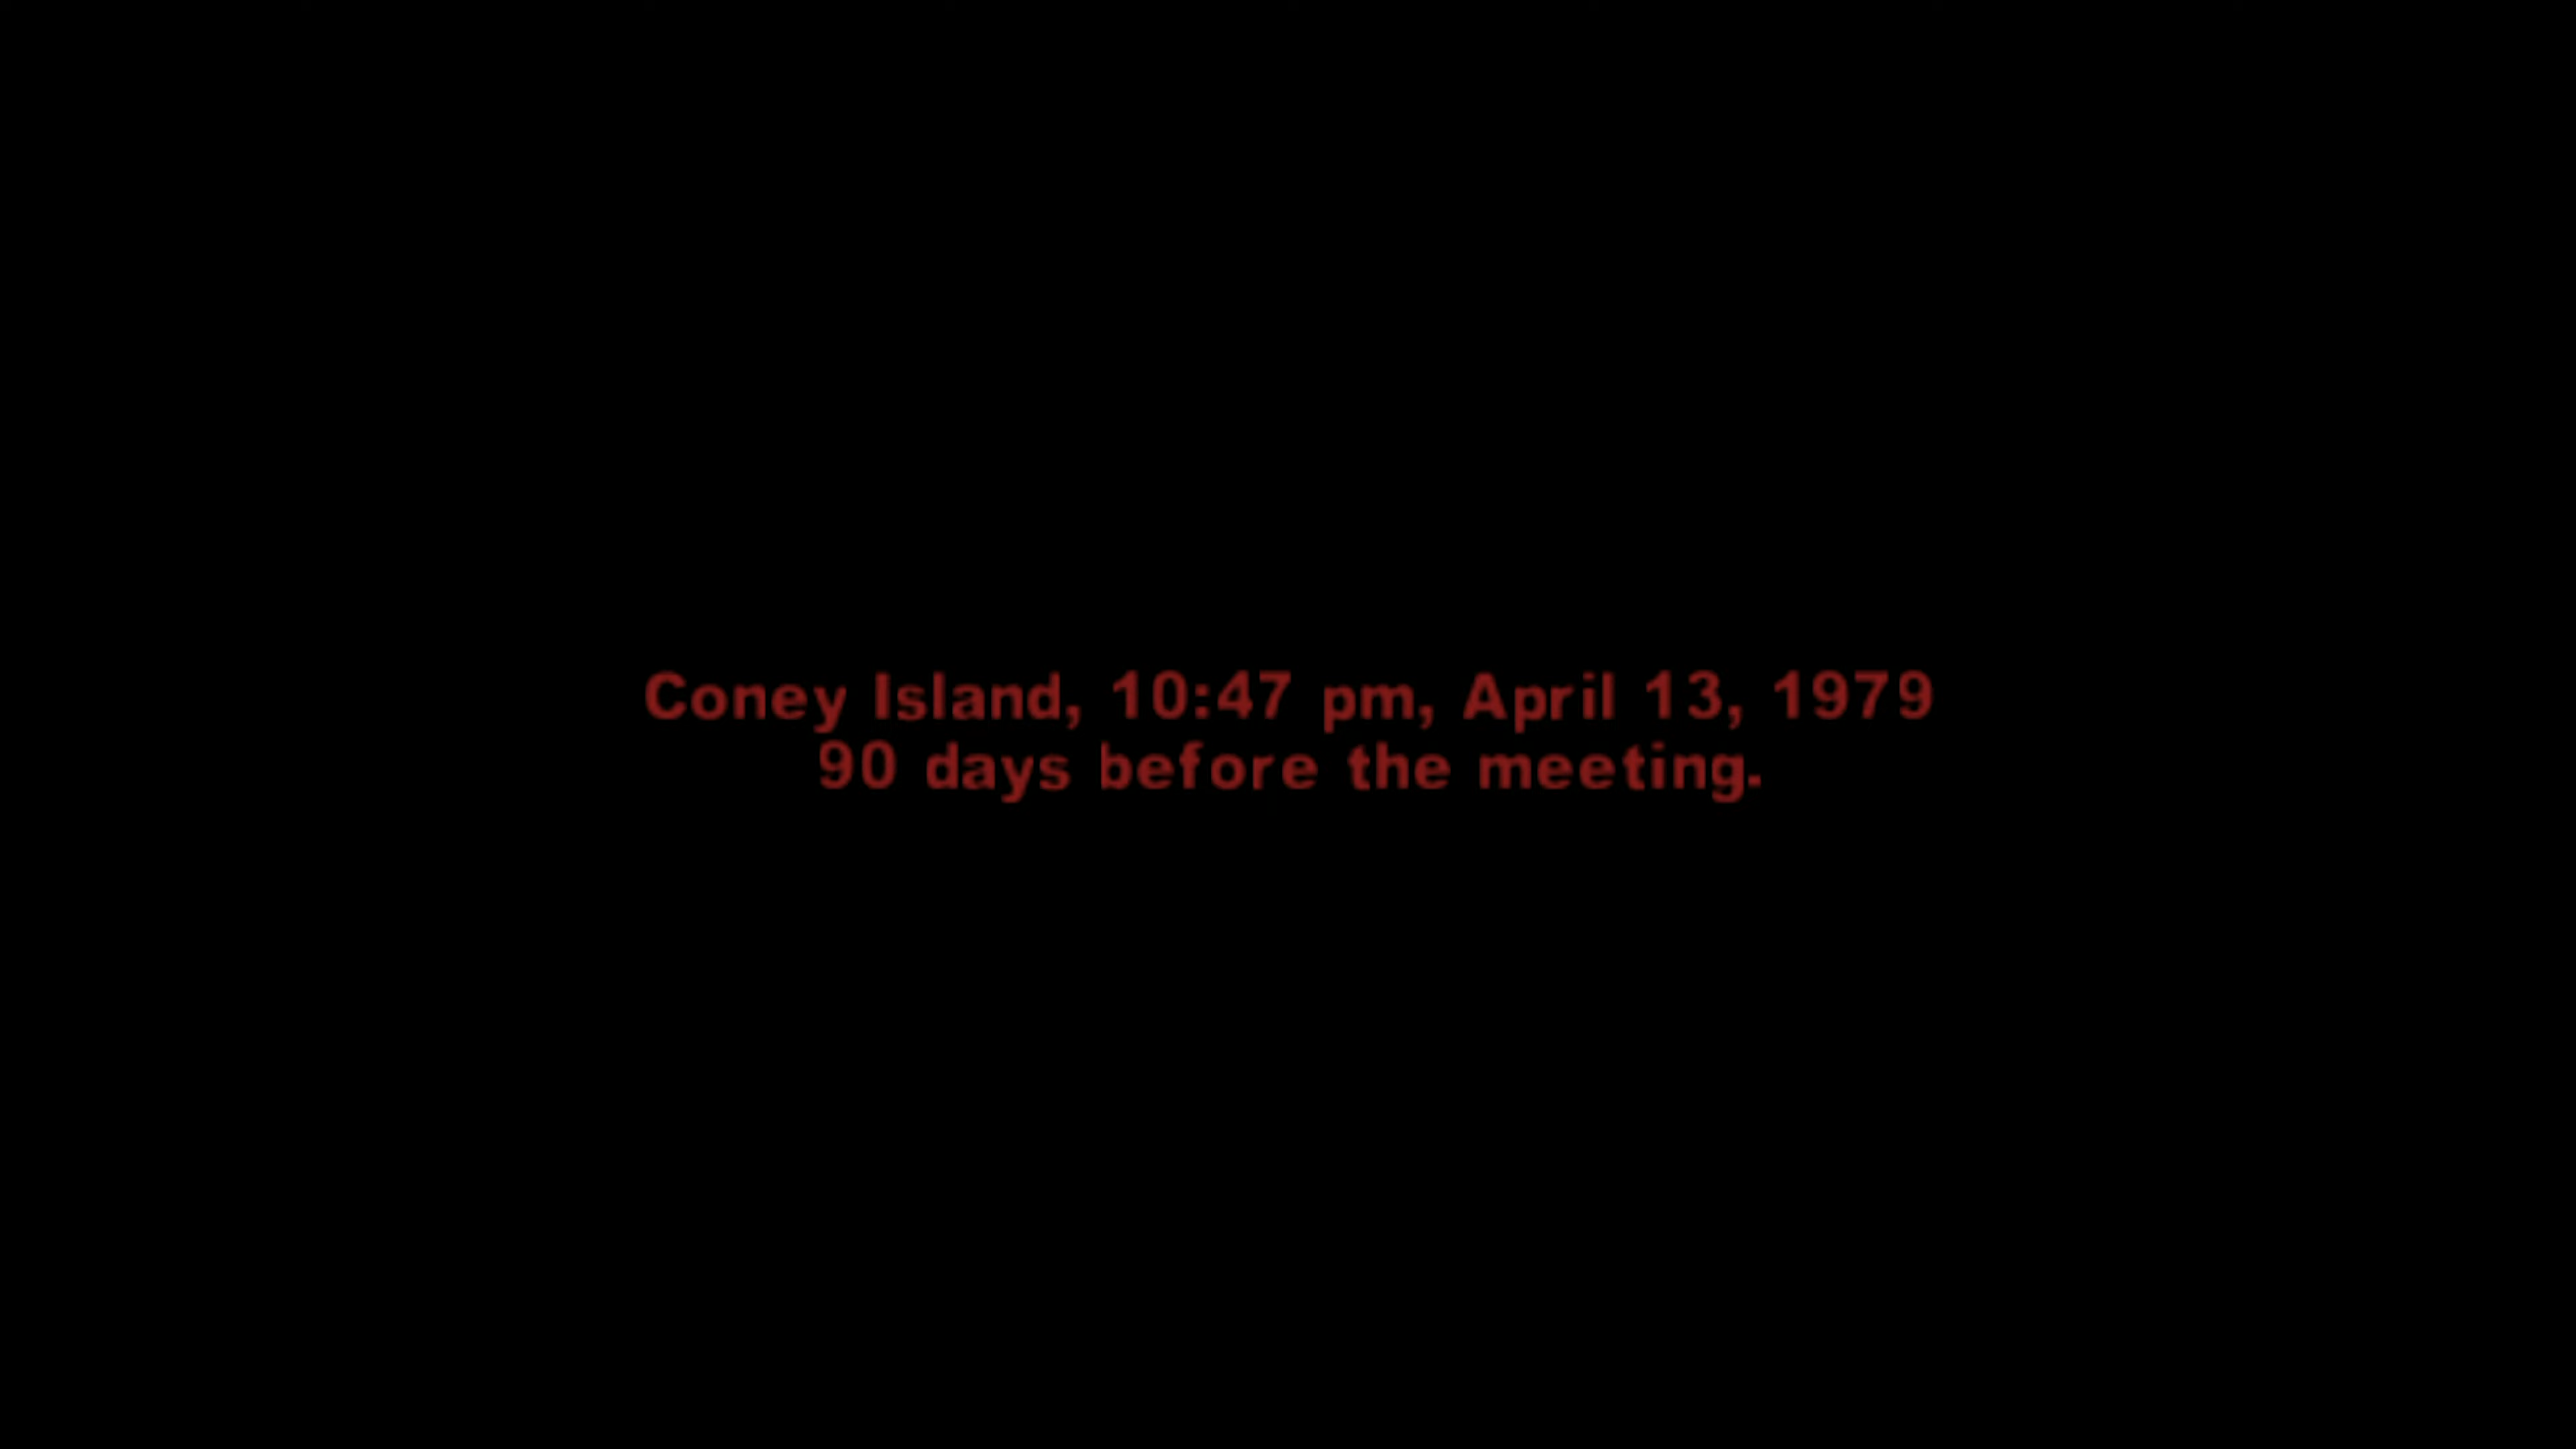 Coney Island, 10:47 pm, April 13, 1979
90 days before the meeting.